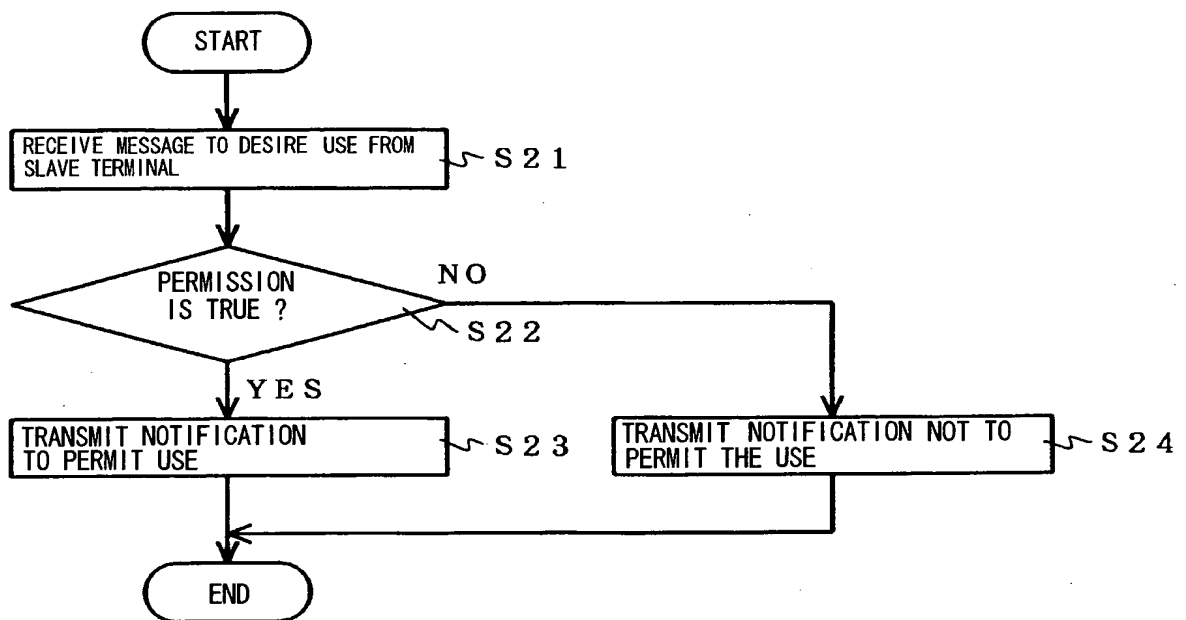 START
RECEIVE MESSAGE TO DESIRE USE FROM
SLAVE TERMINAL
S21
PERMISSION
IS TRUE ?
NO
S22
YES
TRANSMIT NOTIFICATION
TO PERMIT USE
S23
TRANSMIT NOTIFICATION NOT TO
PERMIT THE USE
S24
END